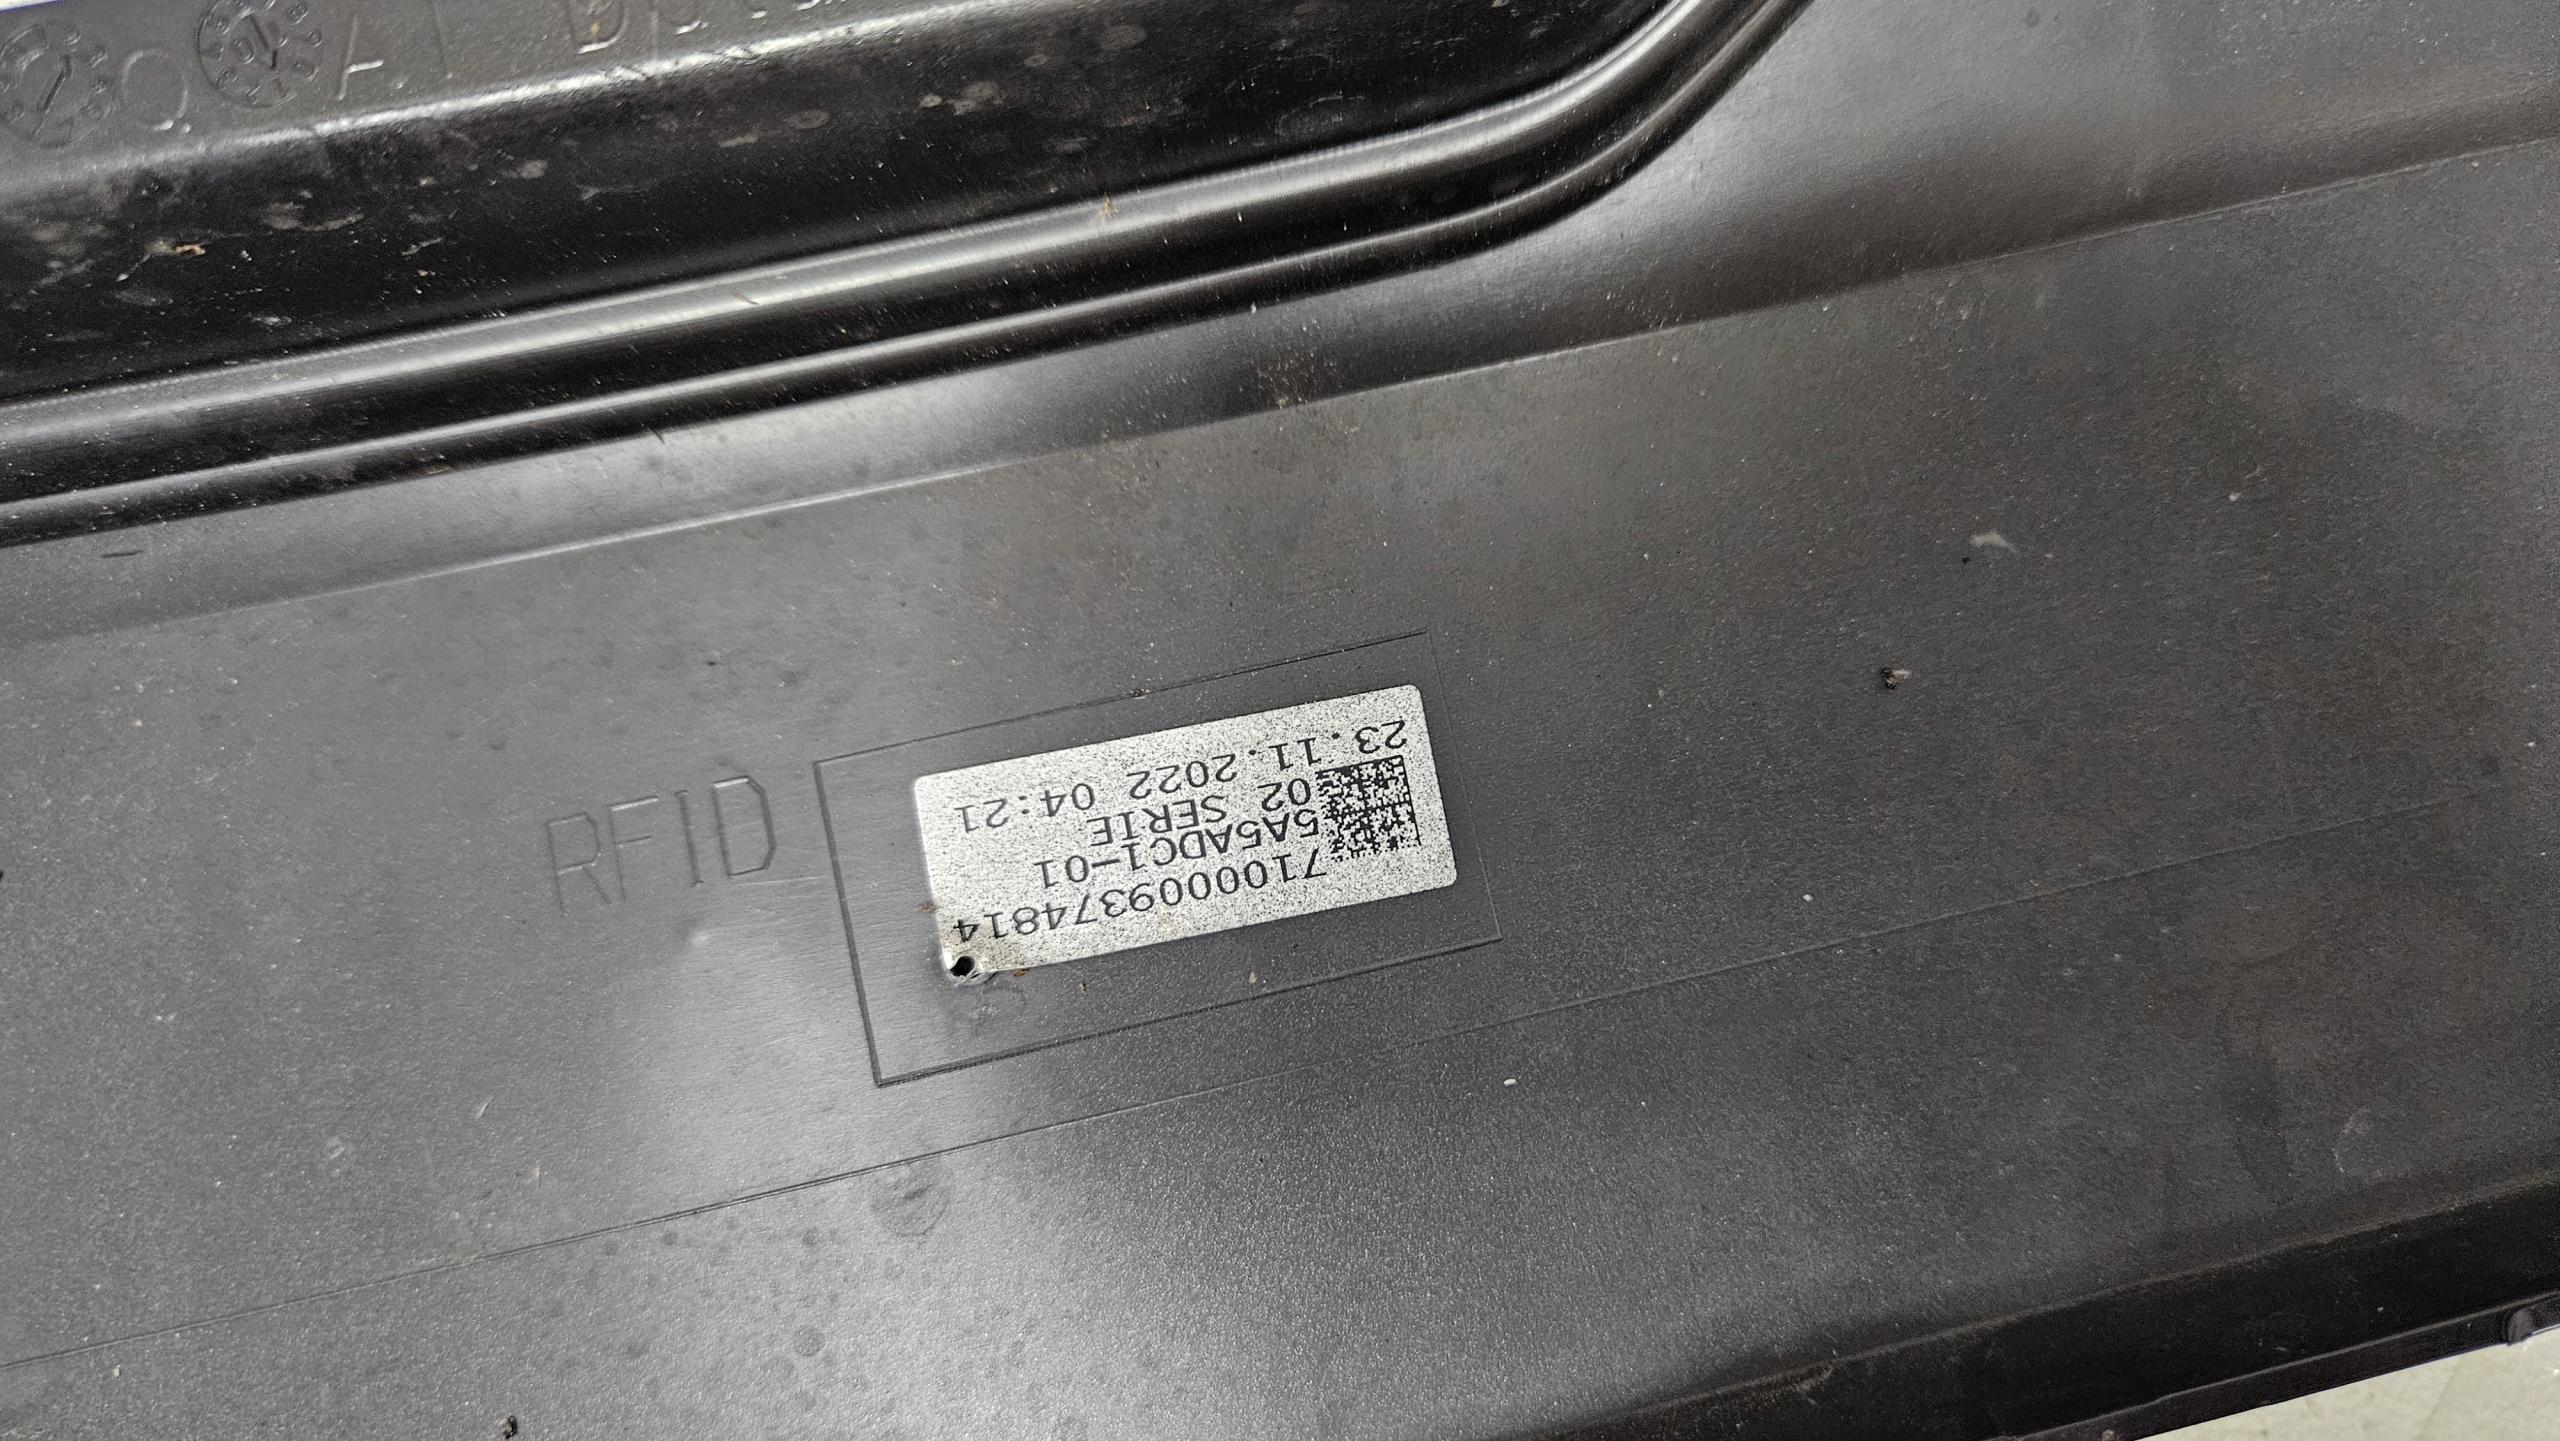 RFID
7100009374814
5A5ADC1-01
02 SERIE
23.11.2022 04:21